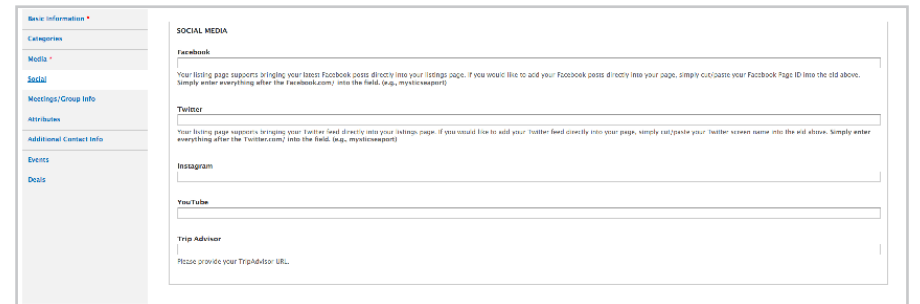 Basic Information *
Categories
Media *
Social
Meetings/Group Info
Attributes
Additional Contact Info
Events
Deals
SOCIAL MEDIA
Facebook
Your listing page supports bringing your latest Facebook posts directly into your listings page. If you would like to add your Facebook posts directly into your page, simply cut/paste your Facebook Page ID into the eld above.
Simply enter everything after the Facebook.com/ into the field. (e.g., mysticseaport)
Twitter
Your listing page supports bringing your Twitter feed directly into your listings page. If you would like to add your Twitter feed directly into your page, simply cut/paste your Twitter screen name into the eld above. Simply enter
everything after the Twitter.com/ into the field. (e.g., mysticseaport)
Instagram
YouTube
Trip Advisor
Please provide your TripAdvisor URL.